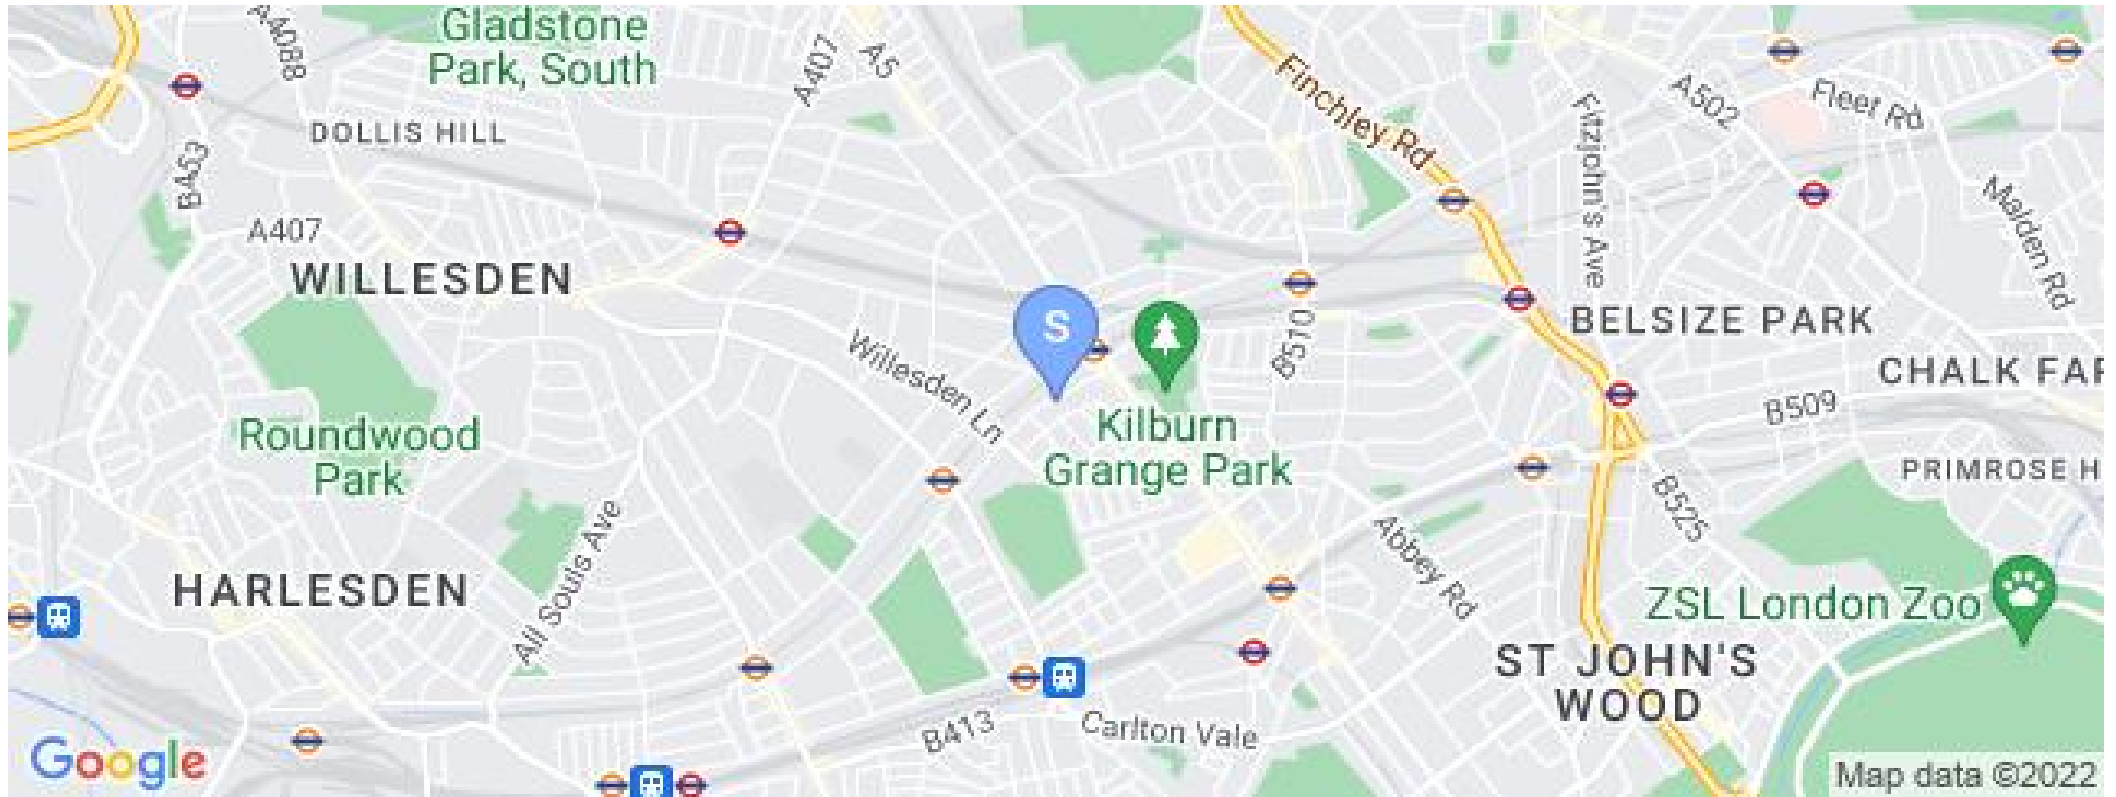 Gladstone
Park, South
A4088
A407
A5
Finchley Rd
A502
Fleet Rd
DOLLIS HILL
B453
Fitzjohn's Ave
Malden Rd
A407
WILLESDEN
S
BELSIZE PARK
B510
Willesden Ln
CHALK FAR
B509
Kilburn
Grange Park
Roundwood
Park
PRIMROSE H
B525
Abbey Rd
All Souls Ave
HARLESDEN
ZSL London Zoo
ST JOHN'S
WOOD
B413
Carlton Vale
Google
Map data ©2022